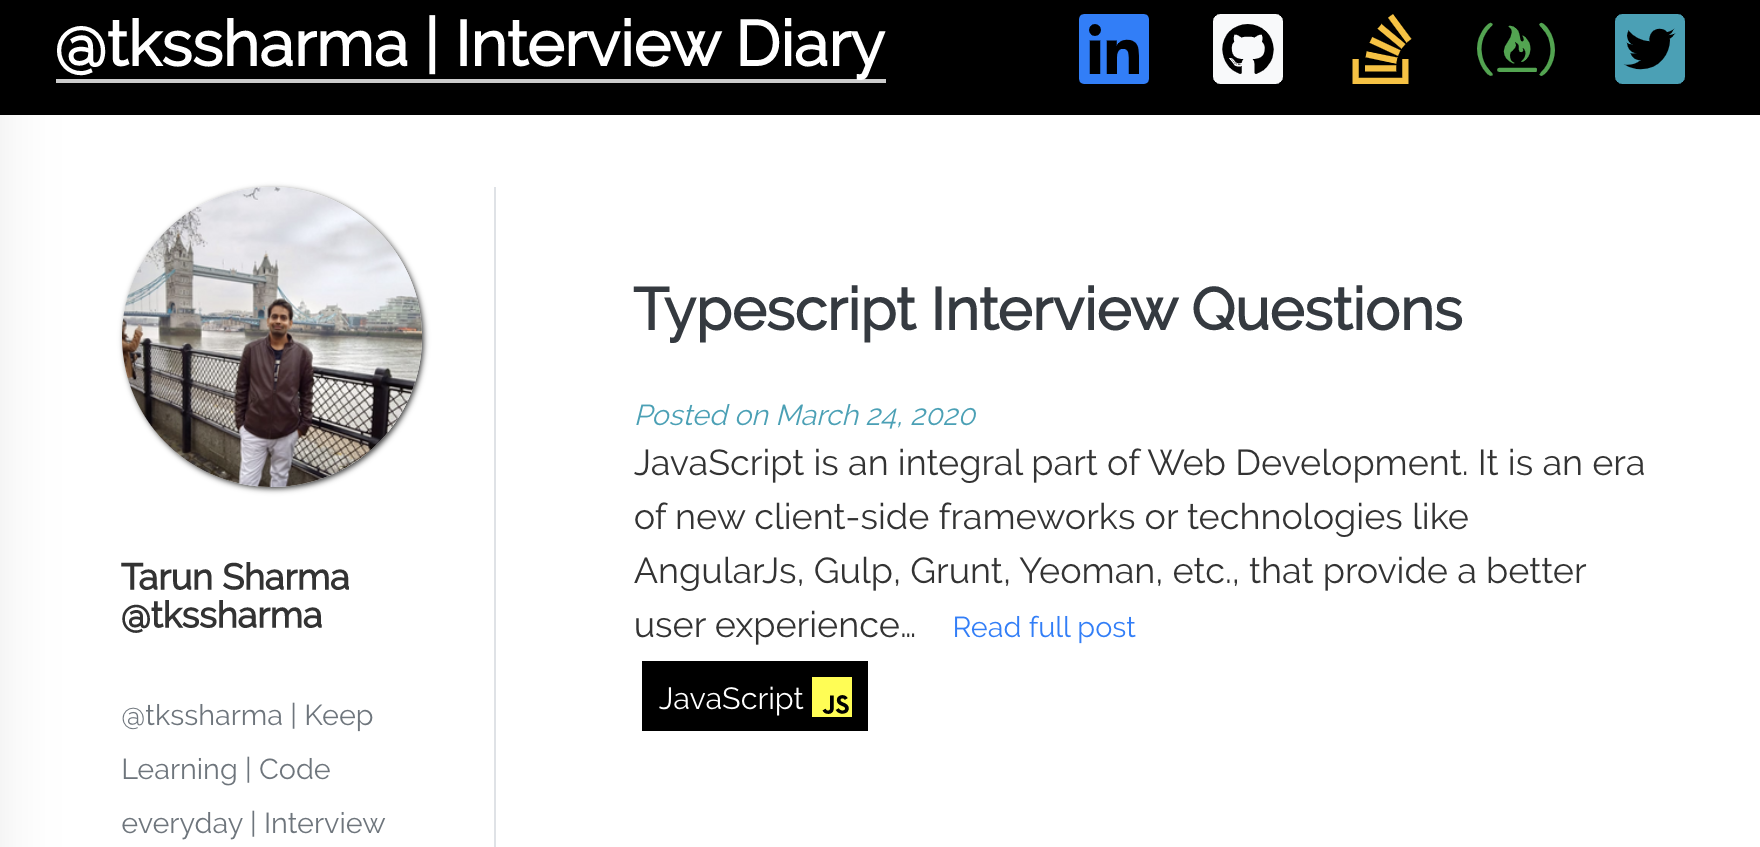 @tkssharma | Interview Diary
in
Tarun Sharma
@tkssharma
@tkssharma | Keep
Learning | Code
everyday | Interview
Typescript Interview Questions
Posted on March 24, 2020
JavaScript is an integral part of Web Development. It is an era
of new client-side frameworks or technologies like
AngularJs, Gulp, Grunt, Yeoman, etc., that provide a better
user experience... Read full post
JavaScript JS